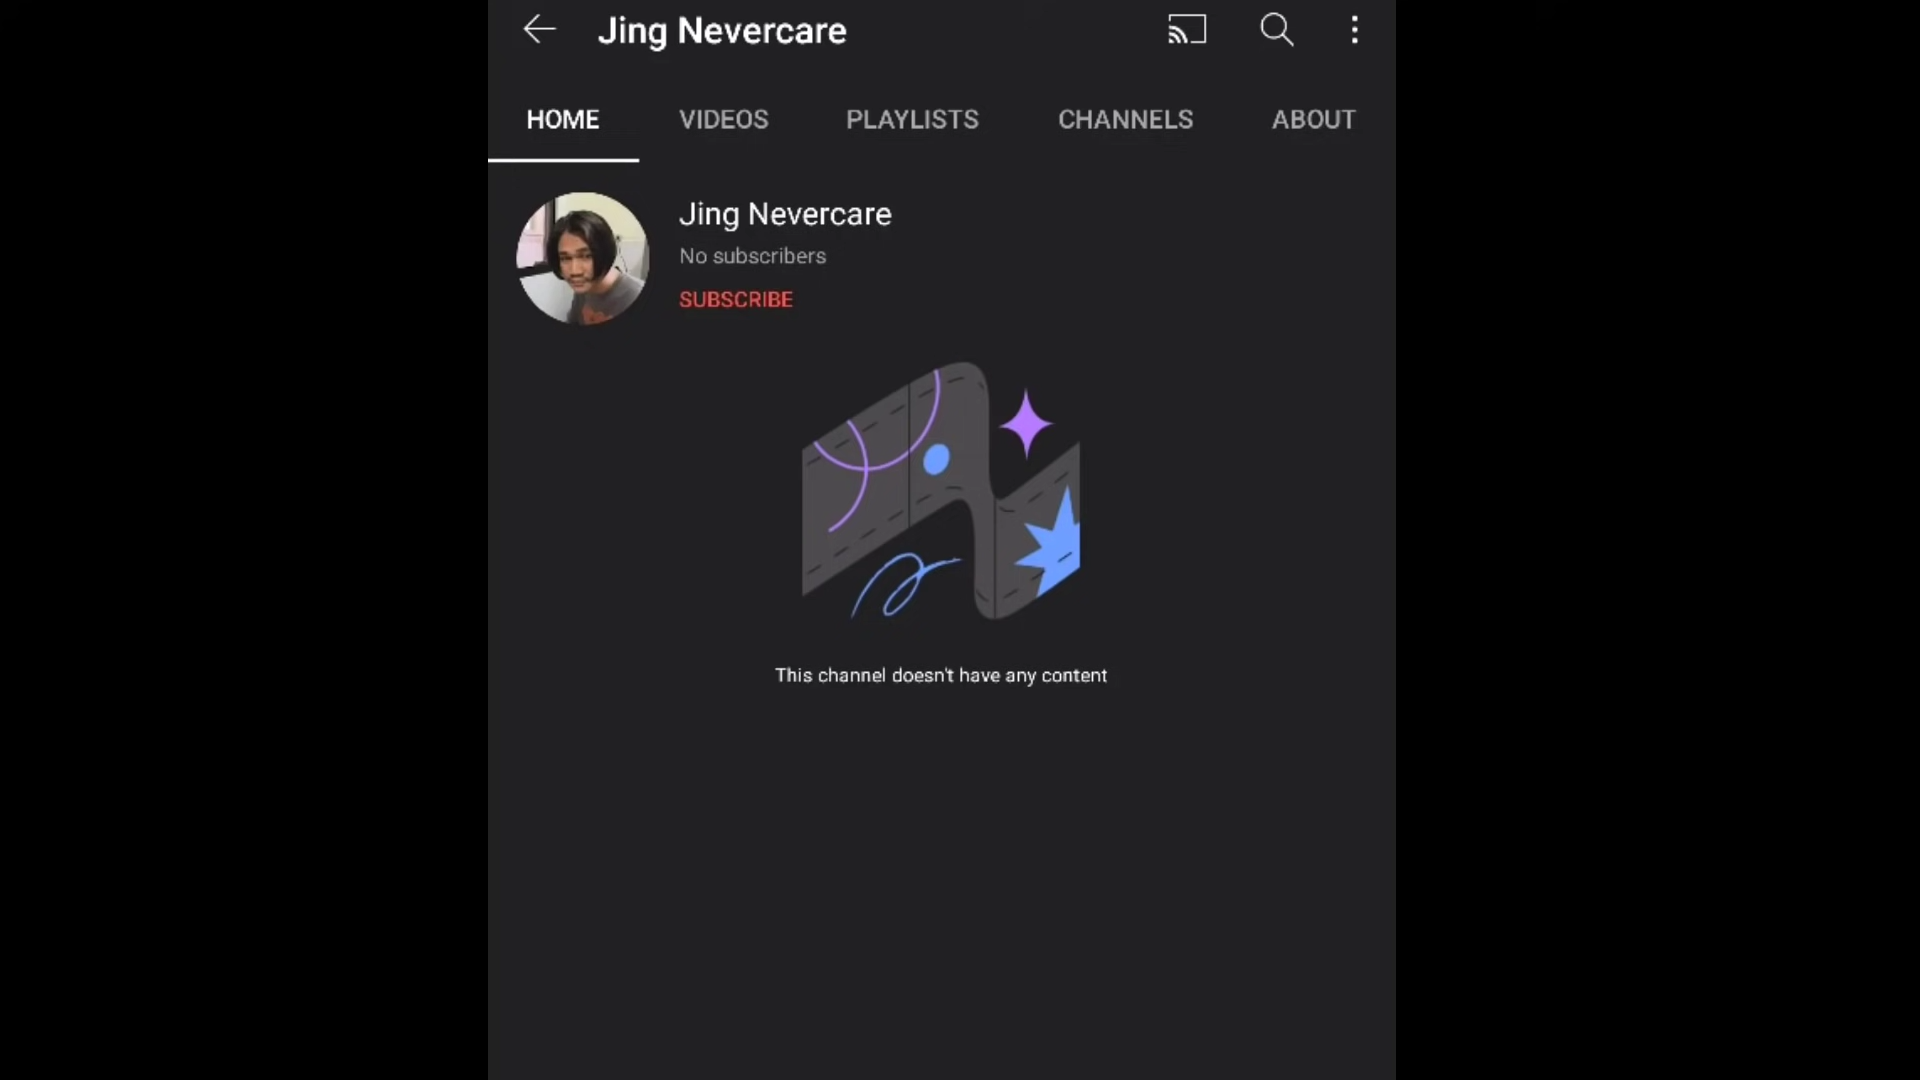 Jing Nevercare
HOME VIDEOS PLAYLISTS CHANNELS ABOUT
Jing Nevercare
No subscribers
SUBSCRIBE
This channel doesn't have any content